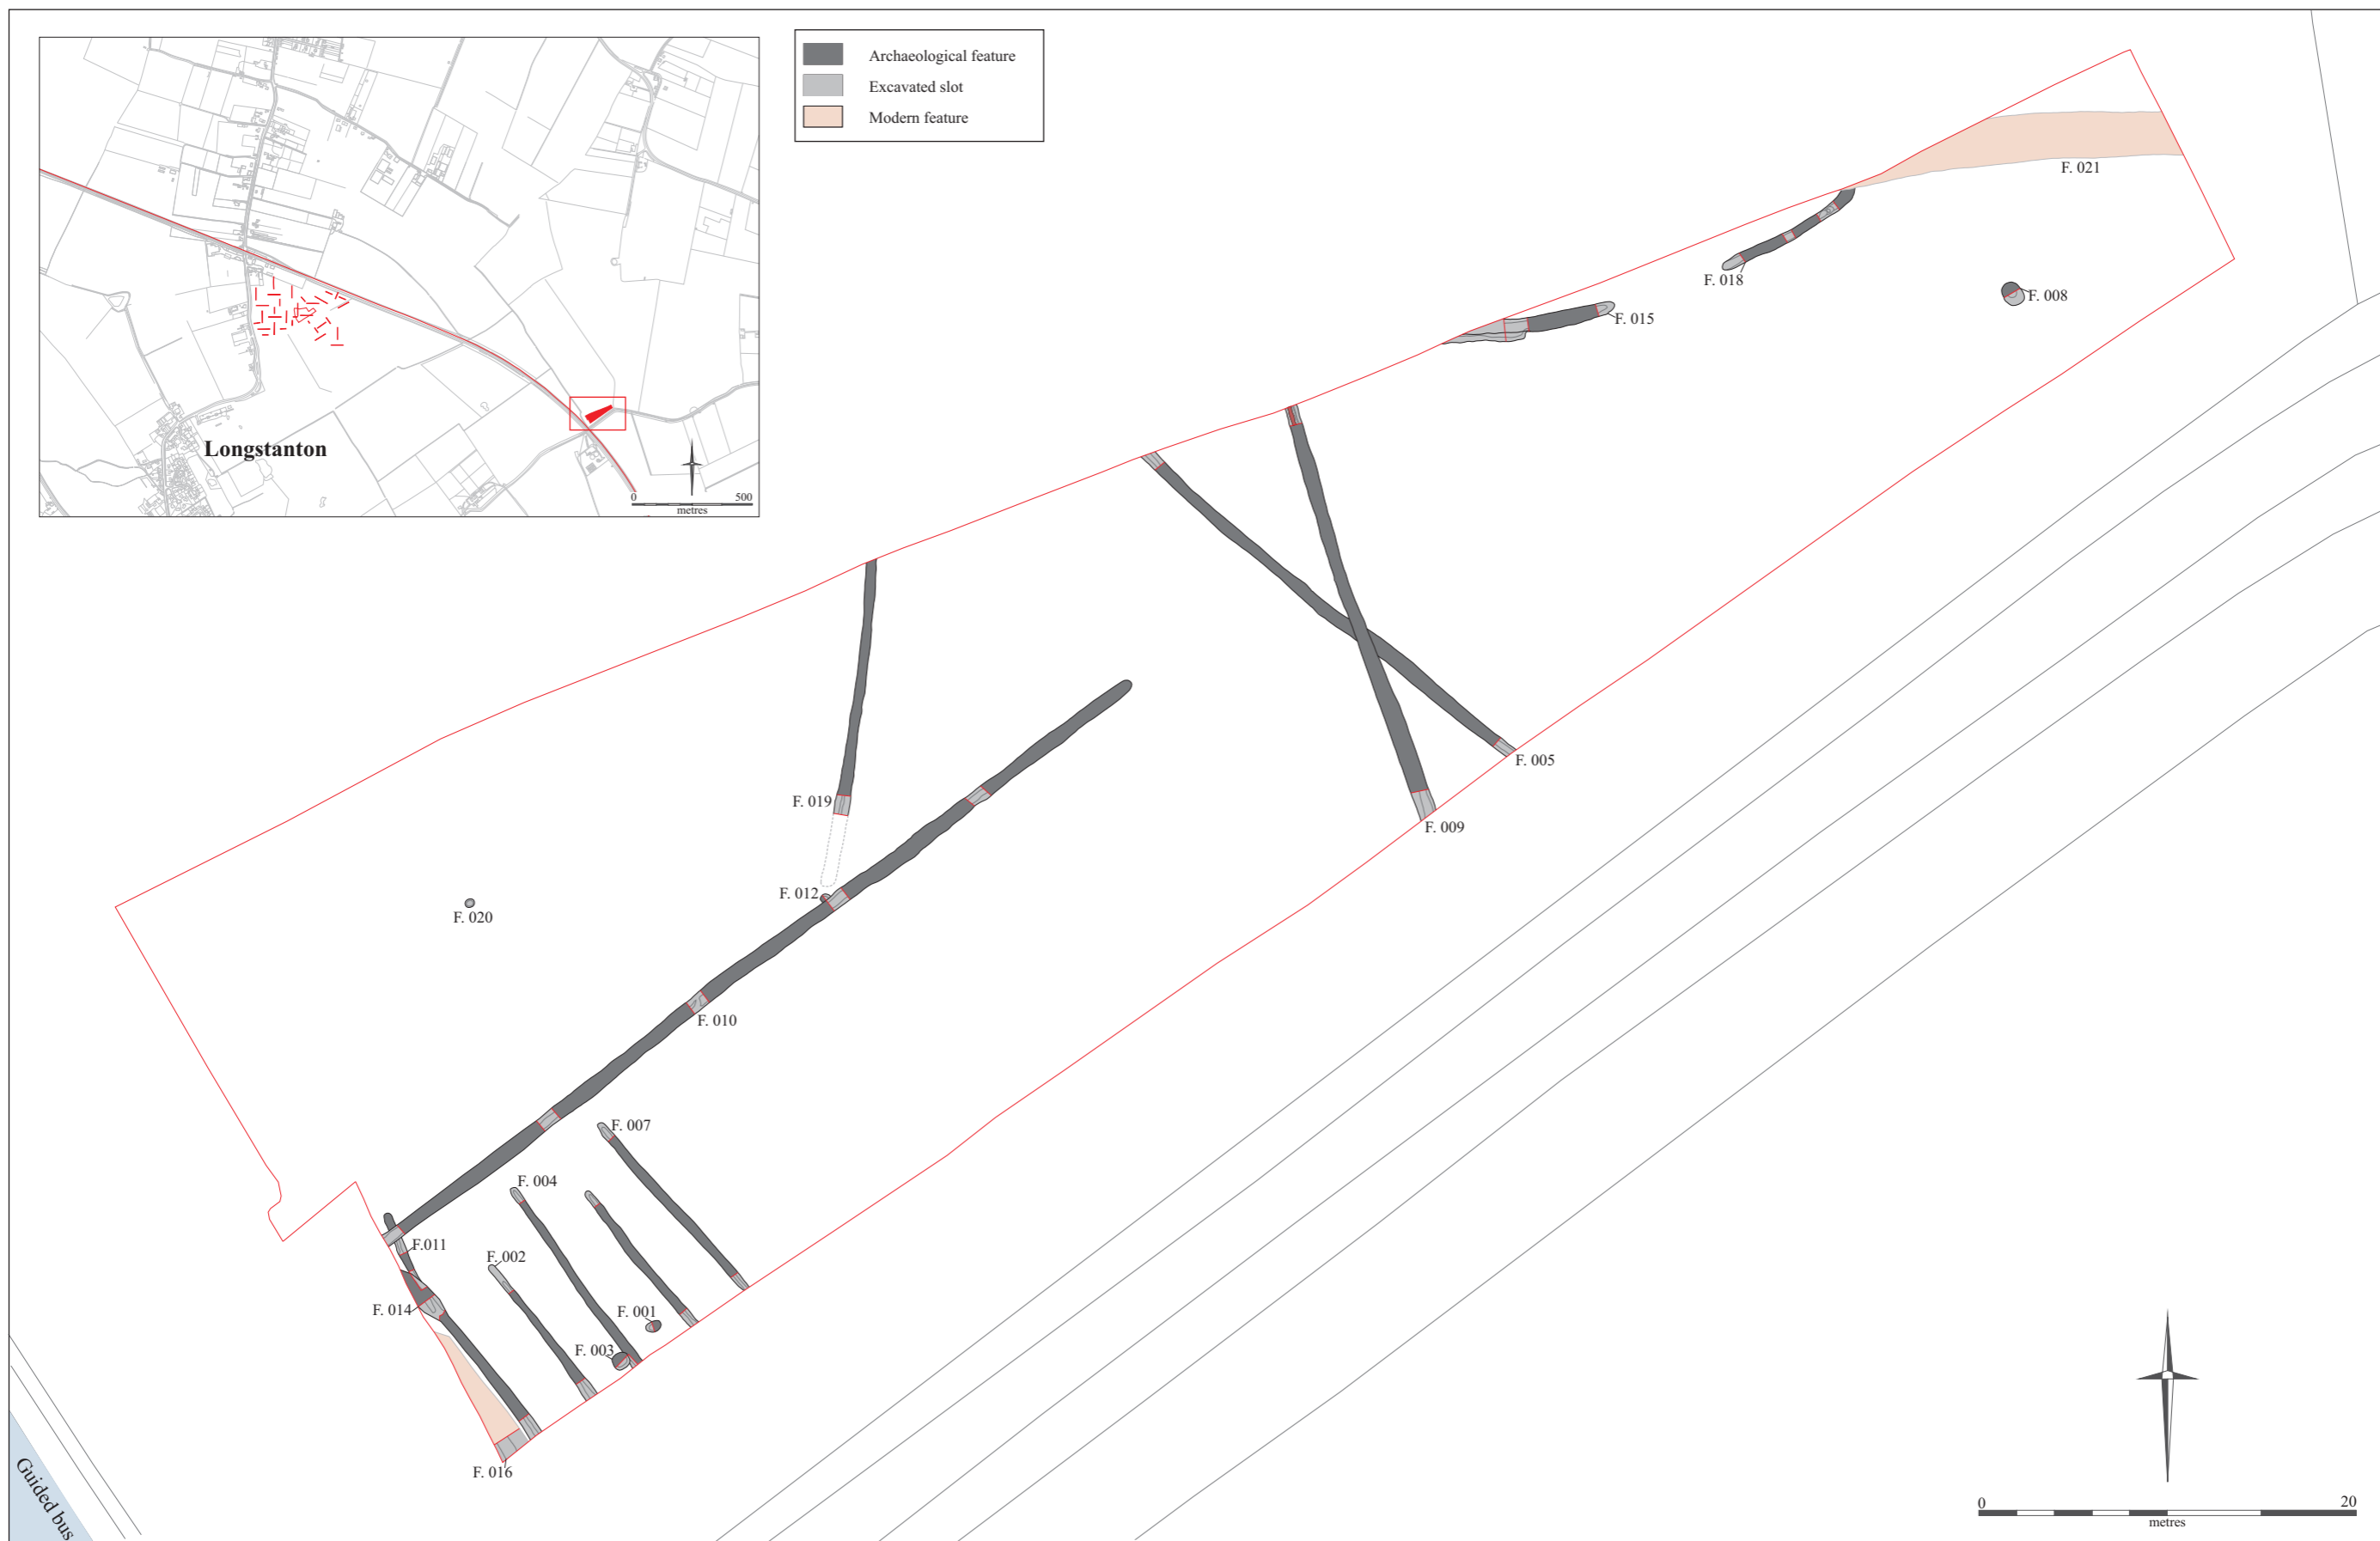 Longstanton
0 500
metres
Archaeological feature
Excavated slot
Modern feature
F. 021
F. 018
F. 008
F. 015
F. 005
F. 019
F. 009
F. 012
F. 020
F. 010
F. 007
F. 004
F.011
F. 002
F. 014
F. 001
F. 003
F. 016
Guided bus
0 20
metres